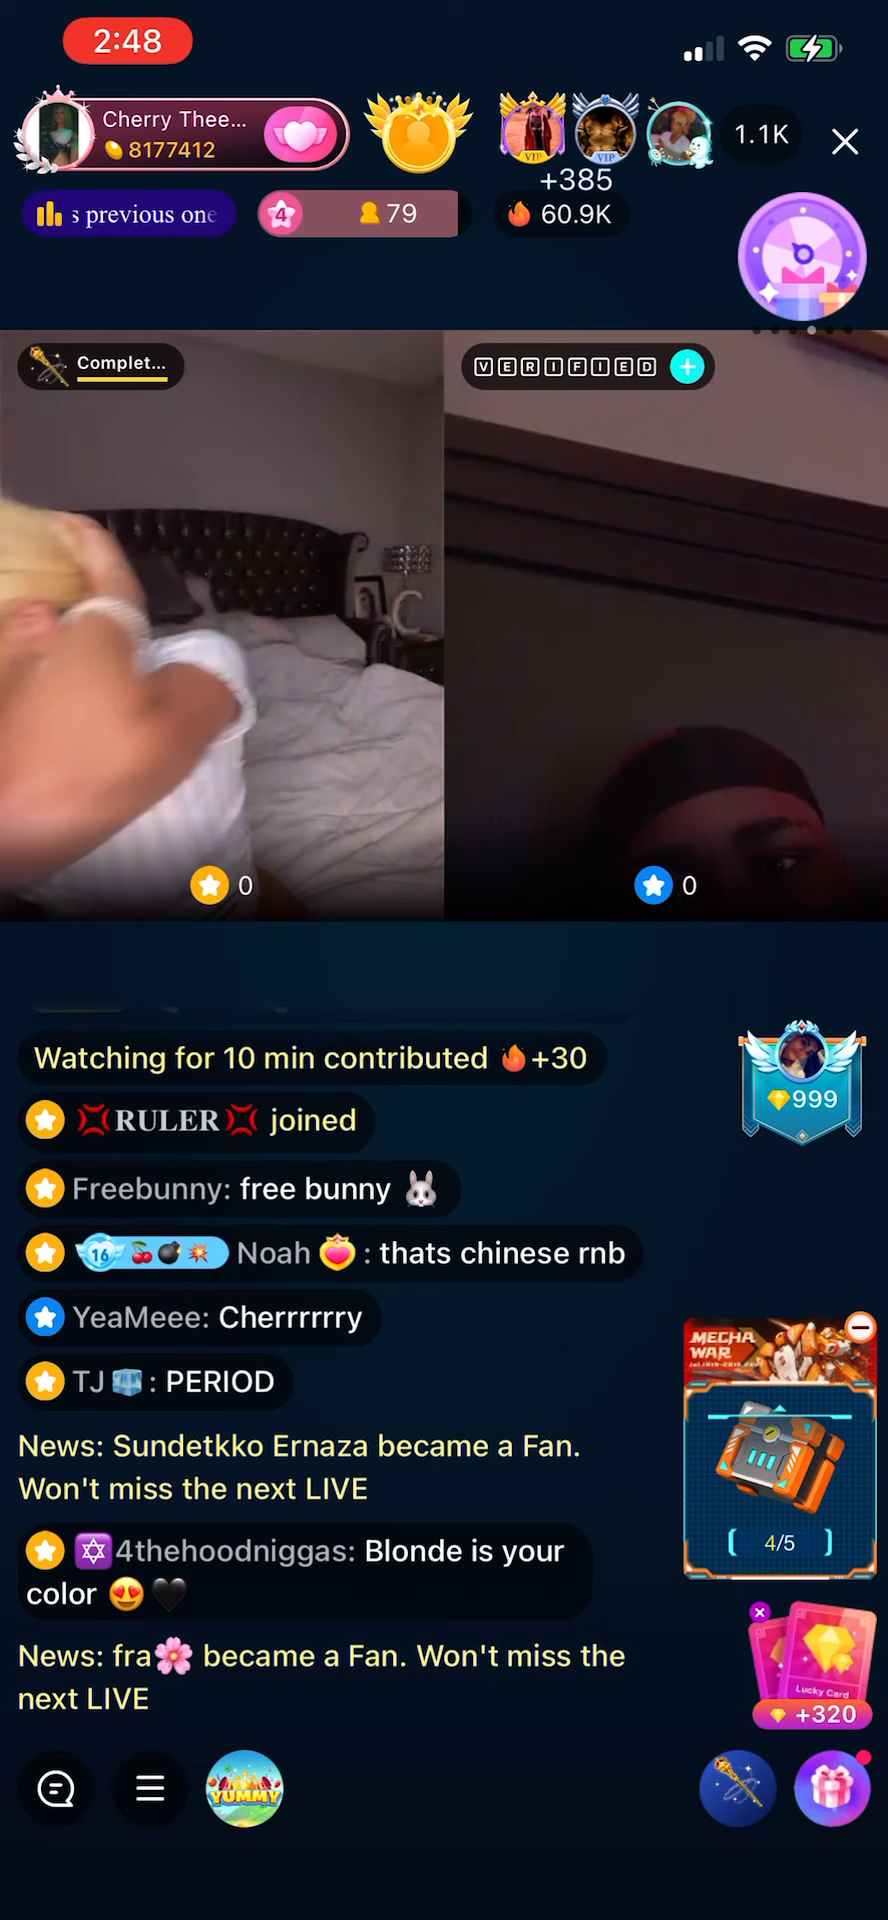 2:48
Cherry Thee...
8177412
VIP
VIP
1.1K
+385
s previous one
4
79
60.9K
Complet...
VERIFIED
0
0
Watching for 10 min contributed 🔥+30
999
💢RULER💢 joined
Freebunny: free bunny 🐰
16 🍒💣💥 Noah : thats chinese rnb
YeaMeee: Cherrrrrry
MECHA
WAR
TJ🧊: PERIOD
News: Sundetkko Ernaza became a Fan.
Won't miss the next LIVE
4/5
🔯4thehoodniggas: Blonde is your
color 😍🖤
News: fra🌸 became a Fan. Won't miss the
next LIVE
Lucky Card
+320
YUMMY